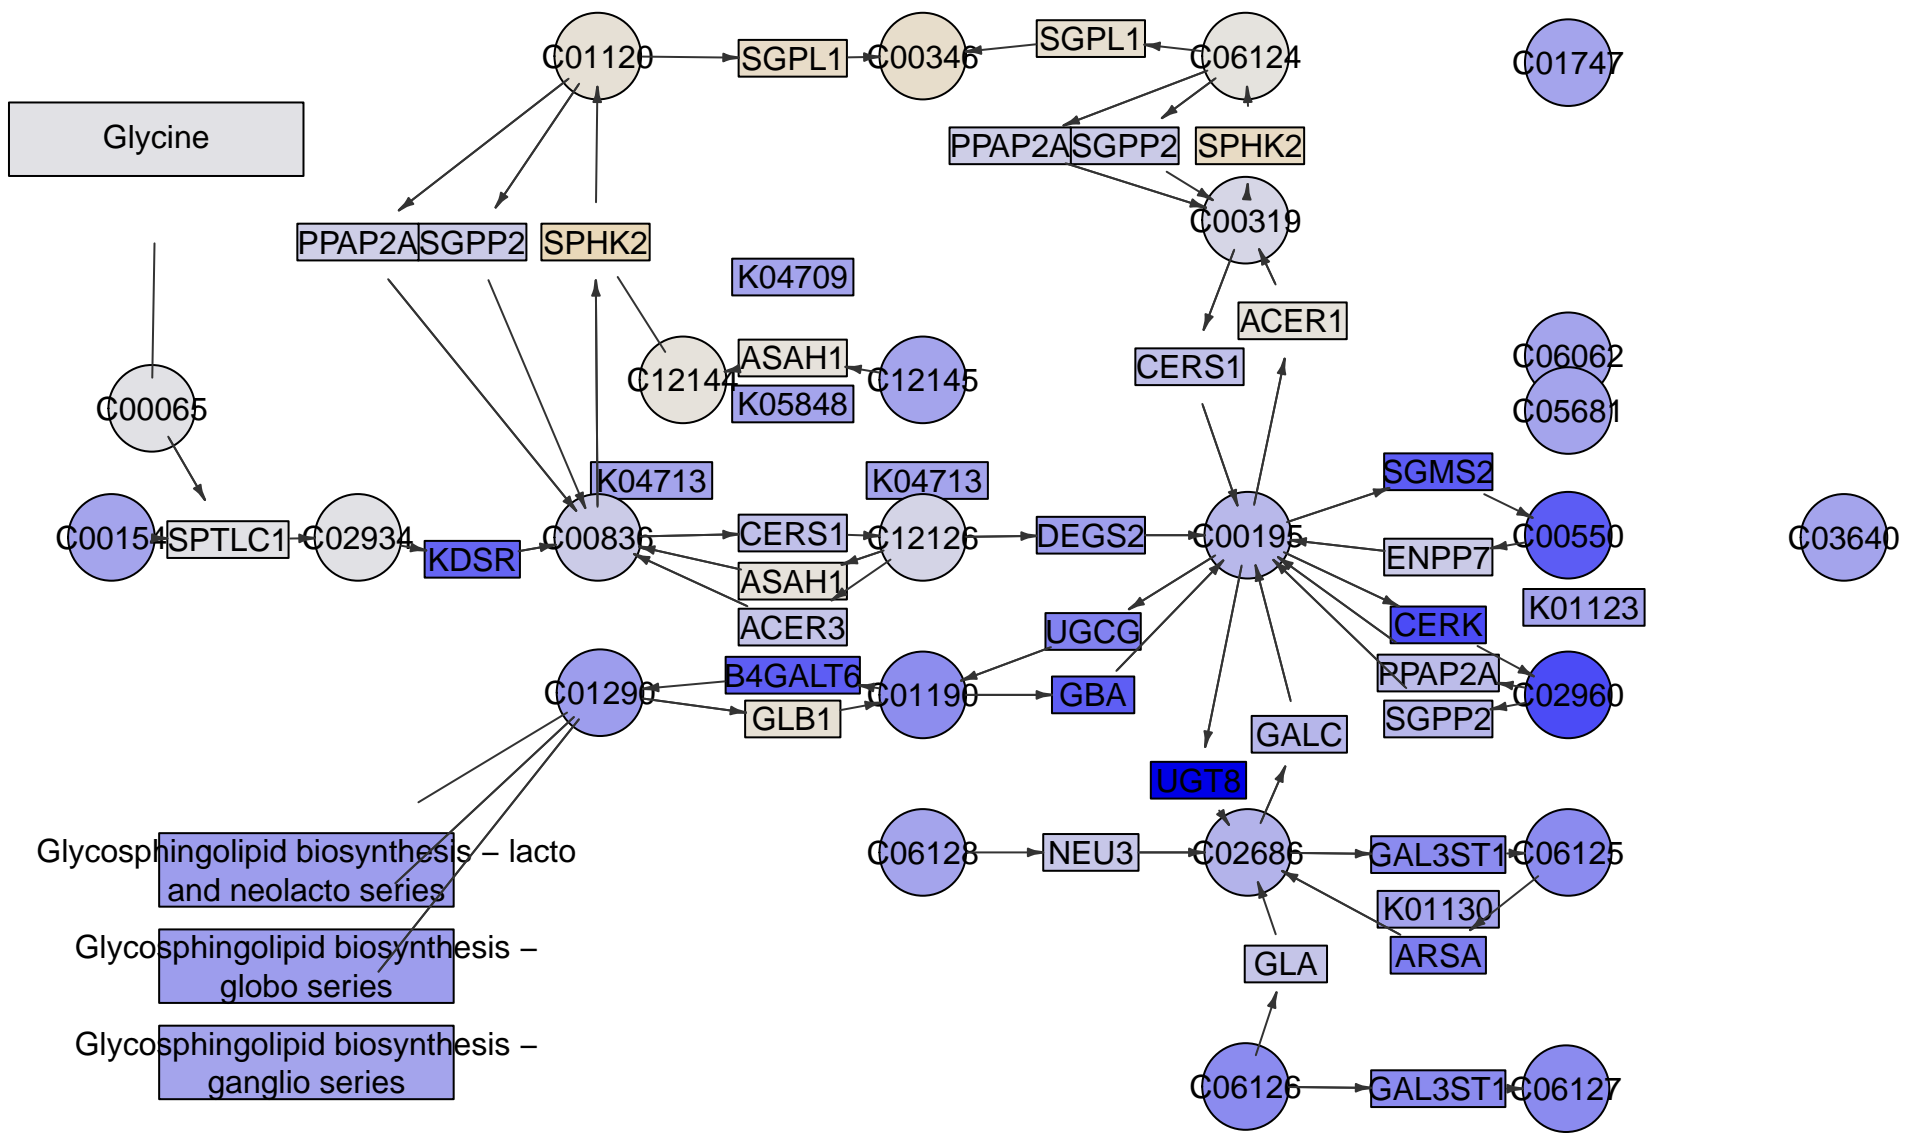 C01120
SGPL1
C00346
SGPL1
C06124
C01747
Glycine
PPAP2A
SGPP2
SPHK2
C00319
PPAP2A
SGPP2
SPHK2
K04709
ACER1
C12144
ASAH1
C12145
CERS1
C06062
K05848
C05681
C00065
K04713
K04713
SGMS2
C00154
SPTLC1
C02934
KDSR
C00836
CERS1
C12126
DEGS2
C00195
C00550
C03640
ENPP7
ASAH1
K01123
ACER3
UGCG
CERK
B4GALT6
PPAP2A
C01290
C01190
GBA
C02960
GLB1
SGPP2
GALC
UGT8
Glycosphingolipid biosynthesis – lacto
and neolacto series
C06128
NEU3
C02686
GAL3ST1
C06125
K01130
Glycosphingolipid biosynthesis –
globo series
GLA
ARSA
Glycosphingolipid biosynthesis –
ganglio series
C06126
GAL3ST1
C06127